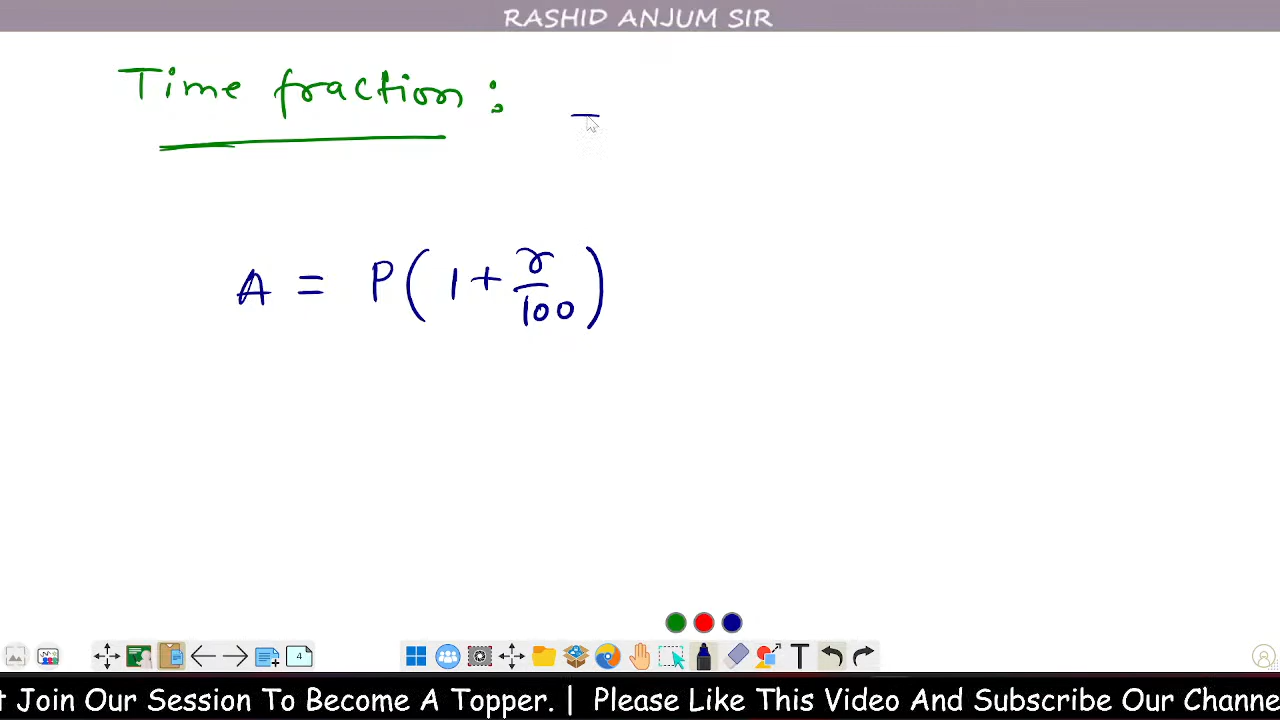 RASHID ANJUM SIR
Time fraction :
A = P( 1 + r/100 )
4
T
t Join Our Session To Become A Topper. | Please Like This Video And Subscribe Our Channe